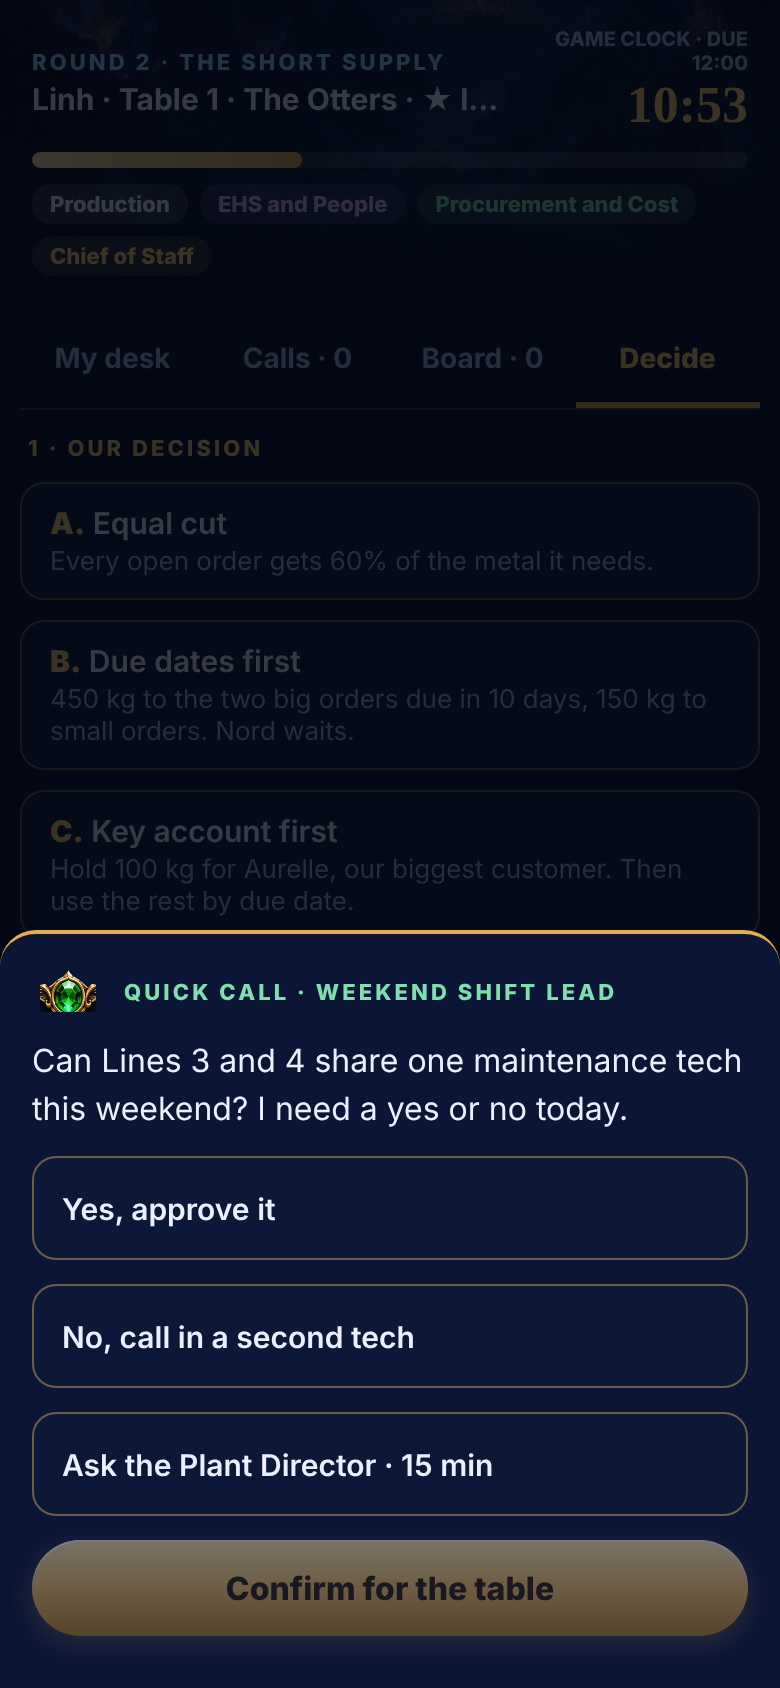 GAME CLOCK · DUE
12:00
ROUND 2 · THE SHORT SUPPLY
Linh · Table 1 · The Otters · ★ I...
10:53
Production
EHS and People
Procurement and Cost
Chief of Staff
My desk
Calls · 0
Board · 0
Decide
1 · OUR DECISION
A. Equal cut
Every open order gets 60% of the metal it needs.
B. Due dates first
450 kg to the two big orders due in 10 days, 150 kg to
small orders. Nord waits.
C. Key account first
Hold 100 kg for Aurelle, our biggest customer. Then
use the rest by due date.
QUICK CALL · WEEKEND SHIFT LEAD
Can Lines 3 and 4 share one maintenance tech
this weekend? I need a yes or no today.
Yes, approve it
No, call in a second tech
Ask the Plant Director · 15 min
Confirm for the table